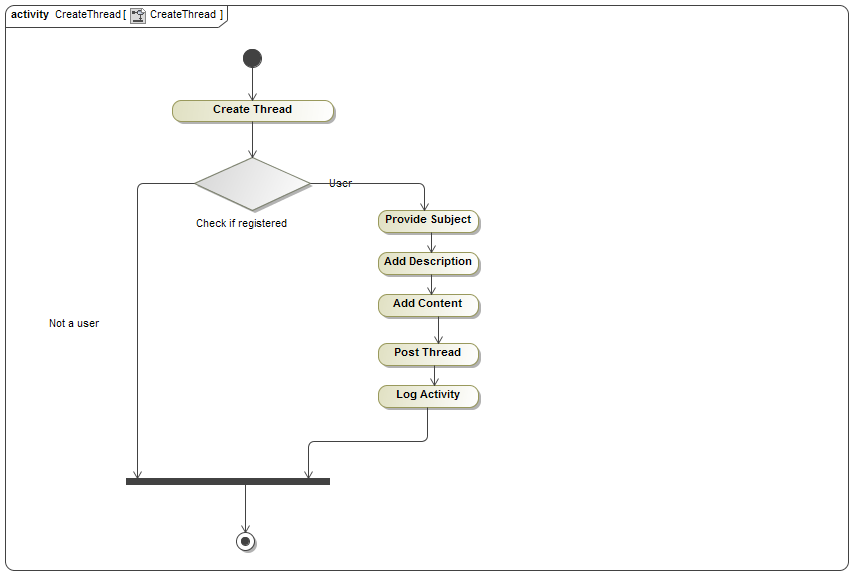 activity CreateThread [ CreateThread ]
Create Thread
User
Check if registered
Provide Subject
Add Description
Add Content
Not a user
Post Thread
Log Activity